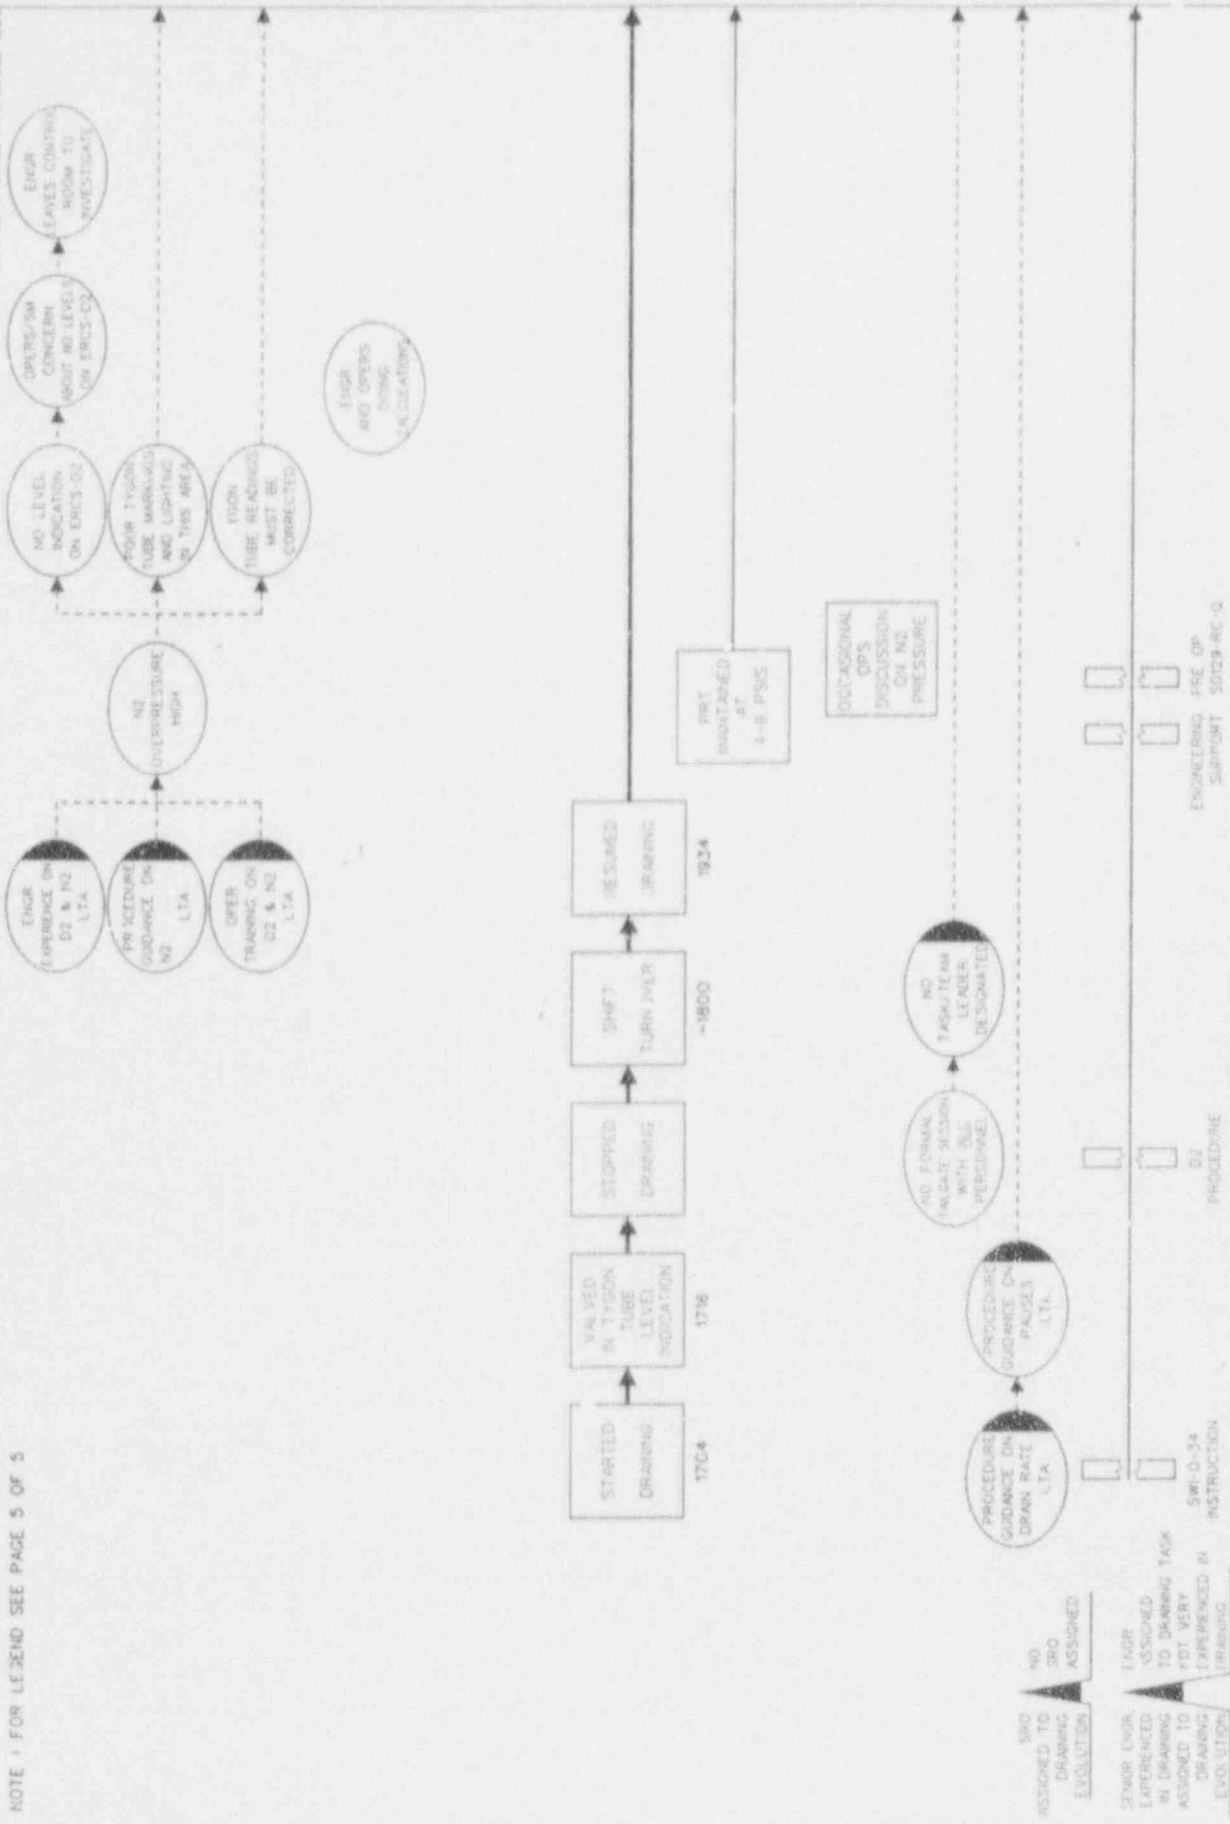 NOTE : FOR LEGEND SEE PAGE 5 OF 5
ENGR
EXPERIENCE ON
D2 & N2
LTA
PROCEDURE
GUIDANCE ON
N2
LTA
OPER
TRAINING ON
D2 & N2
LTA
N2
OVERPRESSURE
HIGH
NO LEVEL
INDICATION
ON ERCS-D2
POOR TYGON
TUBE MARKINGS
AND LIGHTING
IN THIS AREA
TYGON
TUBE READINGS
MUST BE
CORRECTED
OPERS/SM
CONCERN
ABOUT NO LEVELS
ON ERCS-D2
ENGR
LEAVES CONTROL
ROOM TO
INVESTIGATE
ENGR
AND OPERS
DOING
CALCULATIONS
STARTED
DRAINING
1704
VALVED
IN TYGON
TUBE
LEVEL
INDICATION
1716
STOPPED
DRAINING
SHIFT
TURN OVER
~1800
RESUMED
DRAINING
1934
PRT
MAINTAINED
AT
PSIG
OCCASIONAL
OPS
DISCUSSION
ON N2
PRESSURE
NO FORMAL
TAILGATE SESSION
WITH ALL
PERSONNEL
NO
TASK/TEAM
LEADER
DESIGNATED
PROCEDURE
GUIDANCE ON
DRAIN RATE
LTA
PROCEDURE
GUIDANCE ON
PAUSES
LTA
SRO
ASSIGNED TO
DRAINING
EVOLUTION
NO
SRO
ASSIGNED
SENIOR ENGR.
EXPERIENCED
IN DRAINING
ASSIGNED TO
DRAINING
EVOLUTION
ENGR
ASSIGNED
TO DRAINING TASK
NOT VERY
EXPERIENCED IN
DRAINING
SWI-O-34
INSTRUCTION
D2
PROCEDURE
ENGINEERING
SUPPORT
PRE OP
SD129-RC-Q